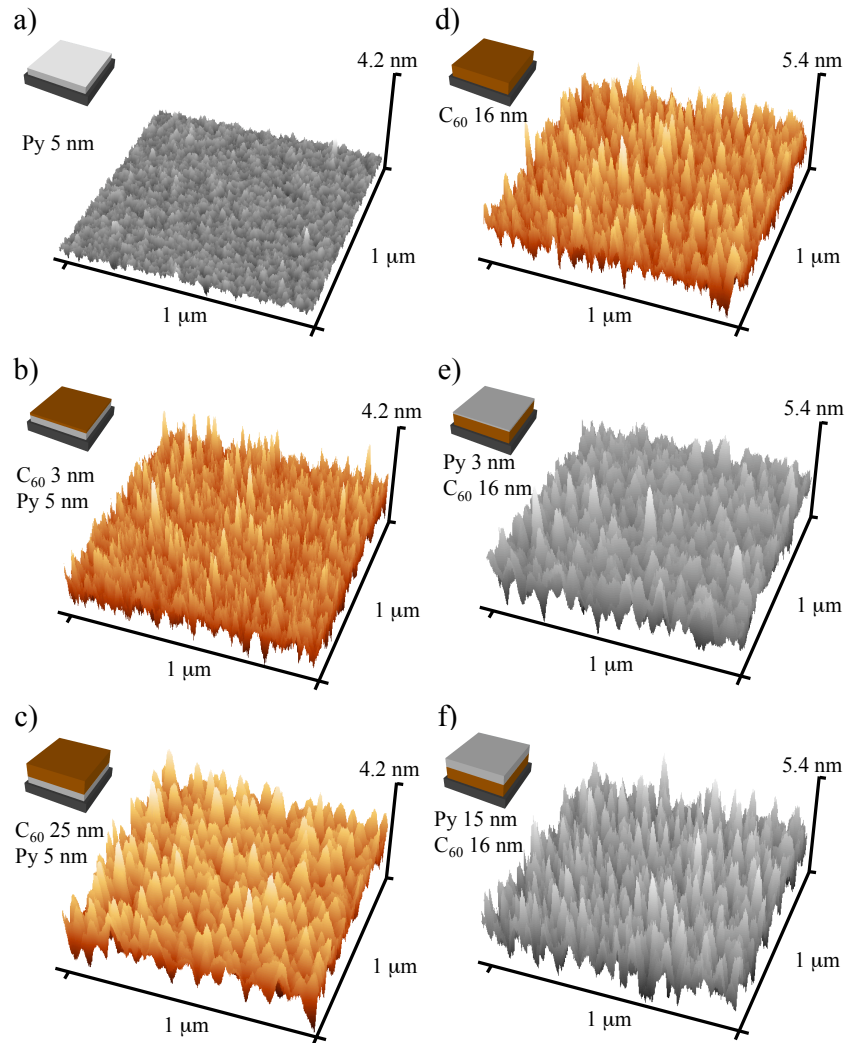 a)
4.2 nm
Py 5 nm
1 µm
1 µm
b)
4.2 nm
C₆₀ 3 nm
Py 5 nm
1 µm
1 µm
c)
4.2 nm
C₆₀ 25 nm
Py 5 nm
1 µm
1 µm
d)
5.4 nm
C₆₀ 16 nm
1 µm
1 µm
e)
5.4 nm
Py 3 nm
C₆₀ 16 nm
1 µm
1 µm
f)
5.4 nm
Py 15 nm
C₆₀ 16 nm
1 µm
1 µm